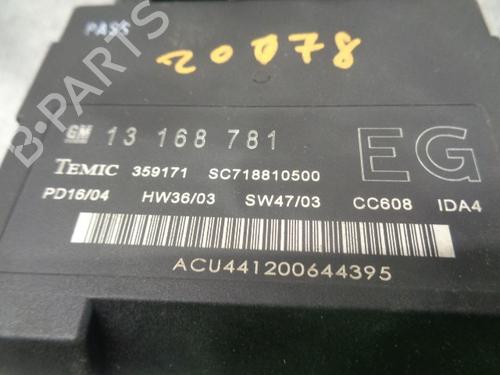 PASS
20078
GM 13 168 781 EG
TEMIC 359171 SC718810500
PD16/04 HW36/03 SW47/03 CC608 IDA4
ACU441200644395
B-PARTS